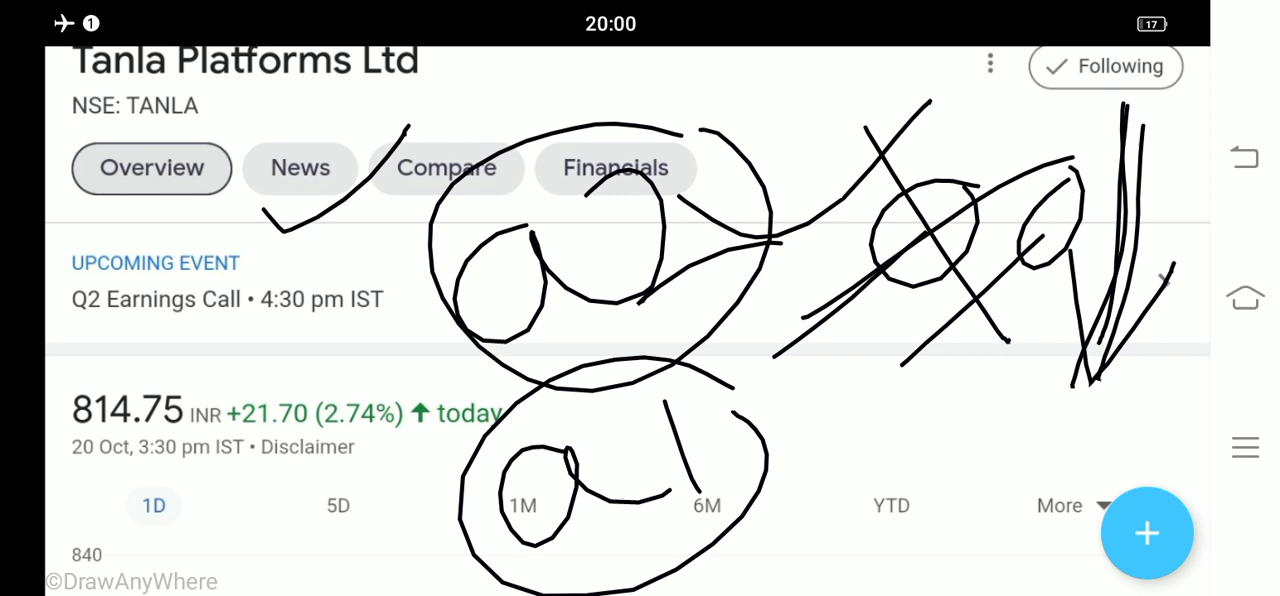 1
20:00
17
Tanla Platforms Ltd
Following
NSE: TANLA
Overview News Compare Financials
UPCOMING EVENT
Q2 Earnings Call • 4:30 pm IST
814.75 INR +21.70 (2.74%) ↑ today
20 Oct, 3:30 pm IST • Disclaimer
1D 5D 1M 6M YTD More
+
840
©DrawAnyWhere